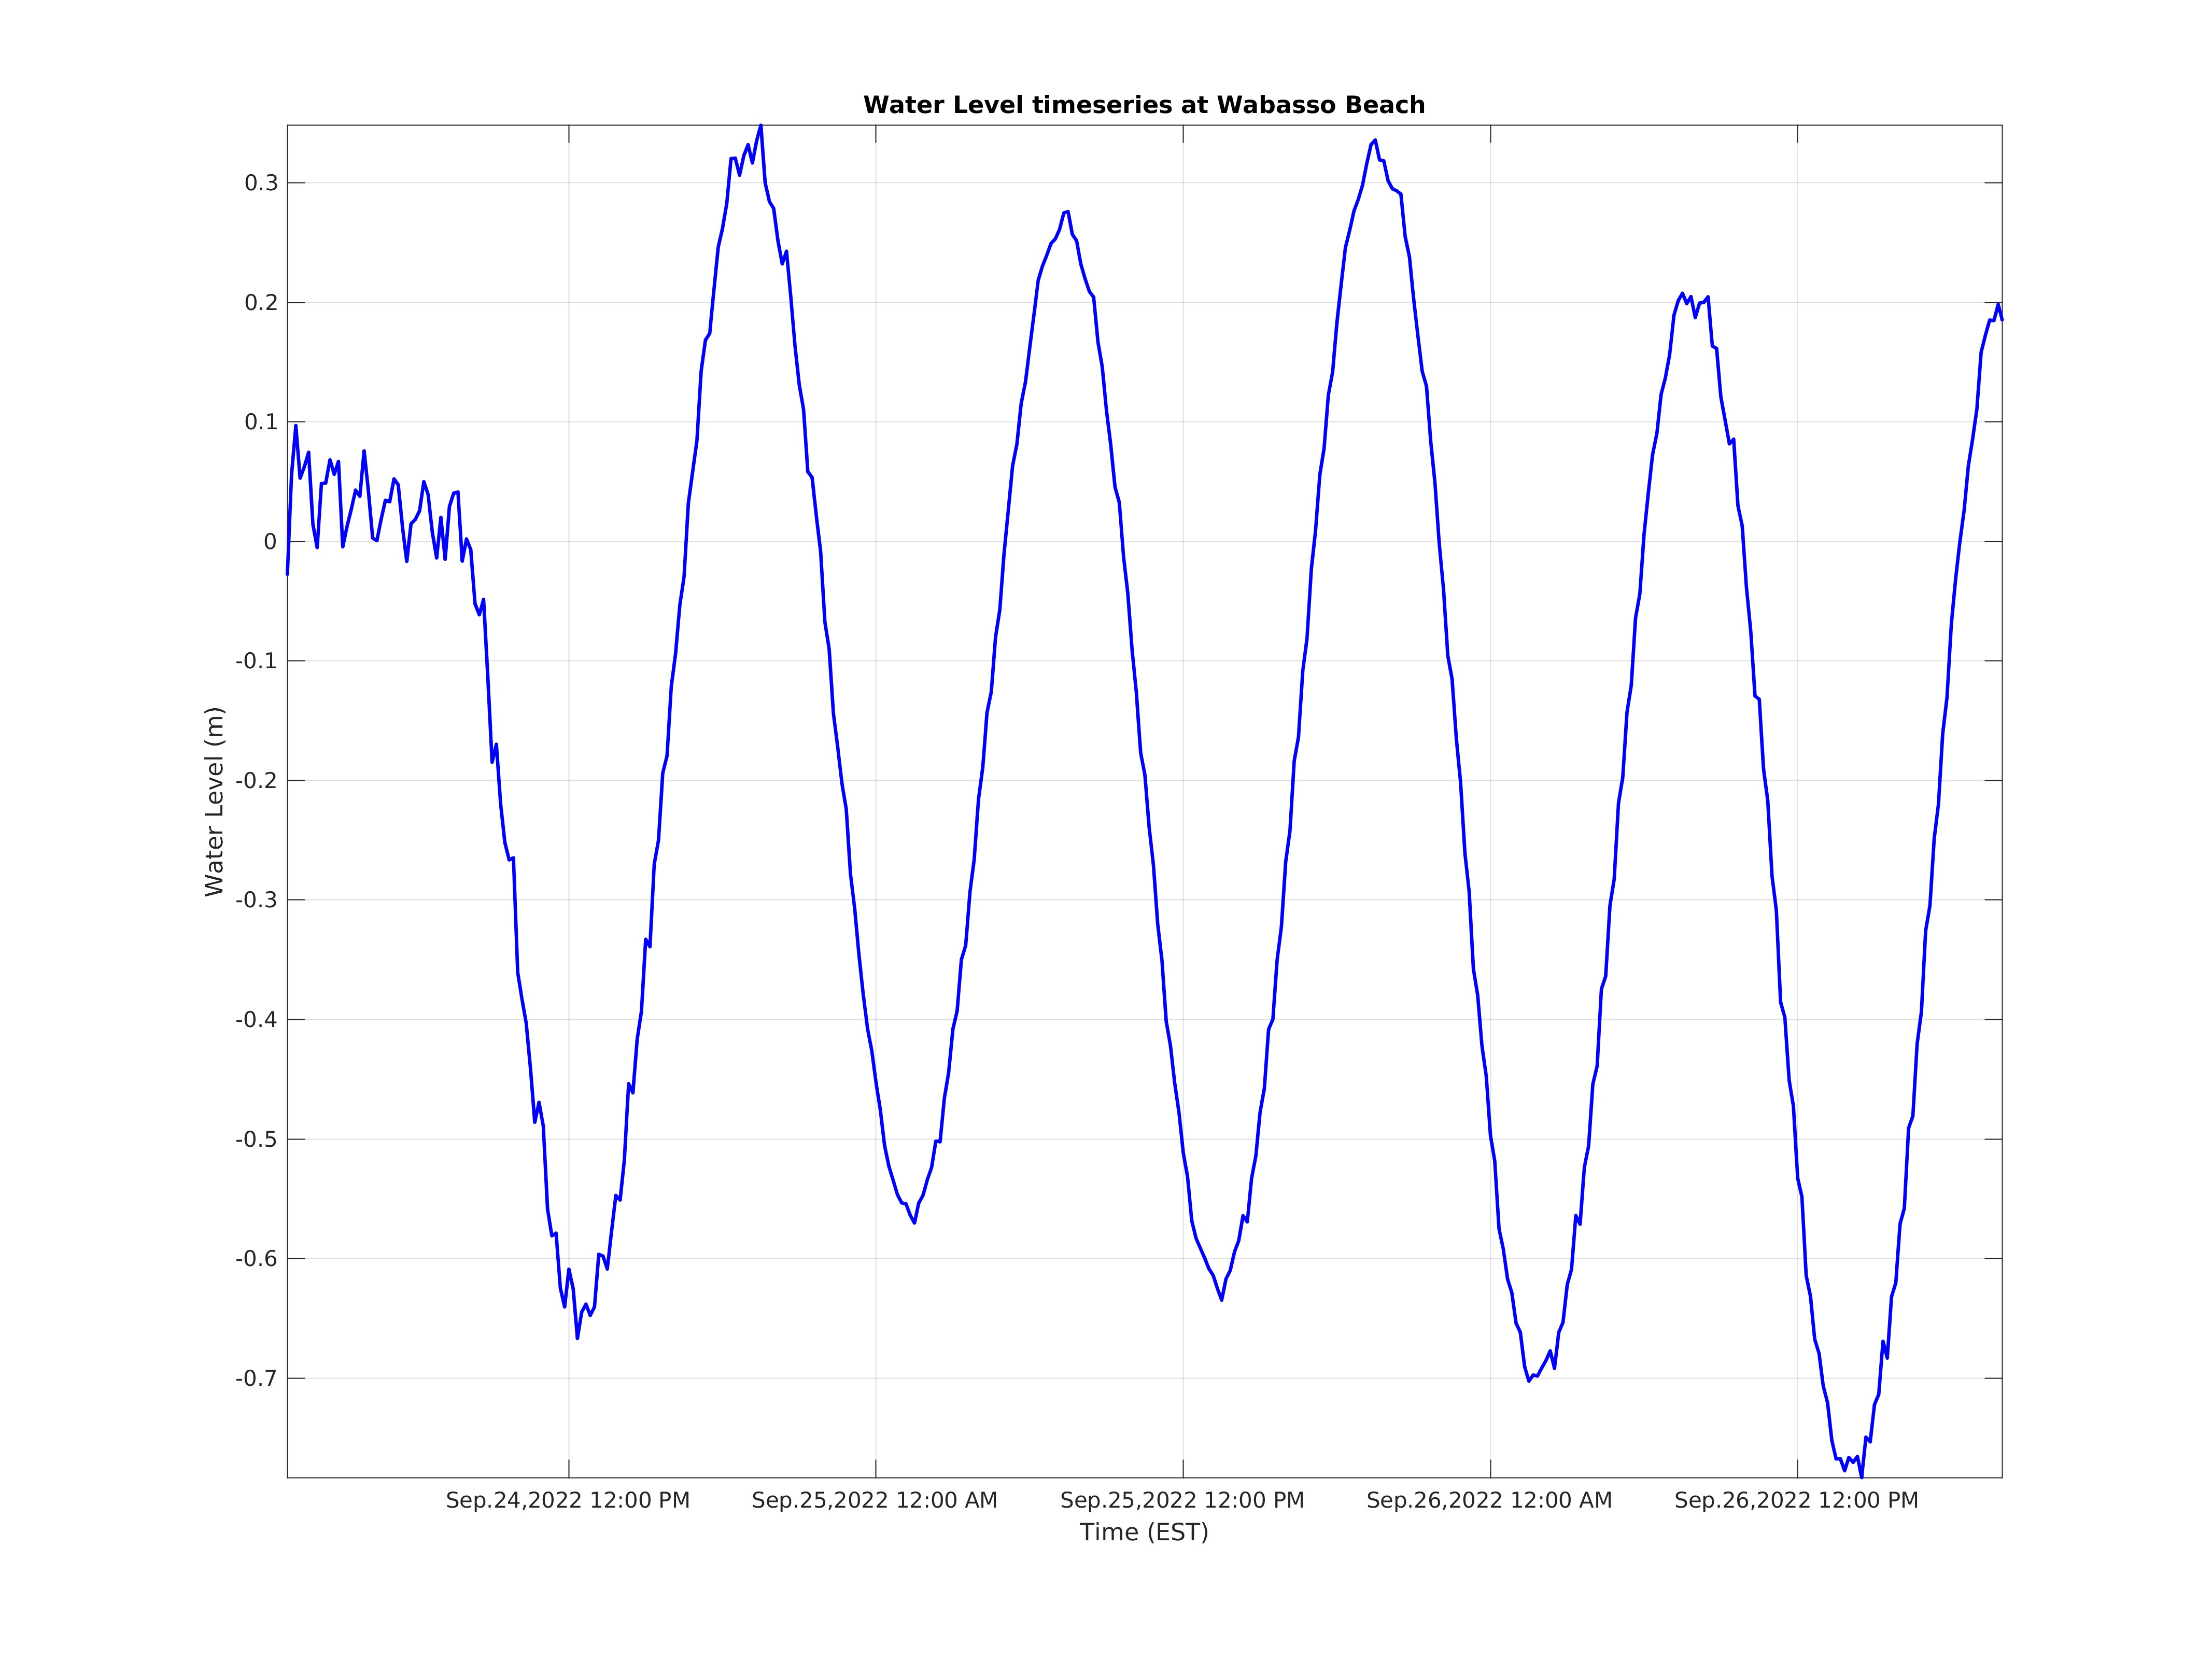 Water Level timeseries at Wabasso Beach
0.3
0.2
0.1
0
-0.1
-0.2
-0.3
-0.4
-0.5
-0.6
-0.7
Water Level (m)
Sep.24,2022 12:00 PM
Sep.25,2022 12:00 AM
Sep.25,2022 12:00 PM
Sep.26,2022 12:00 AM
Sep.26,2022 12:00 PM
Time (EST)